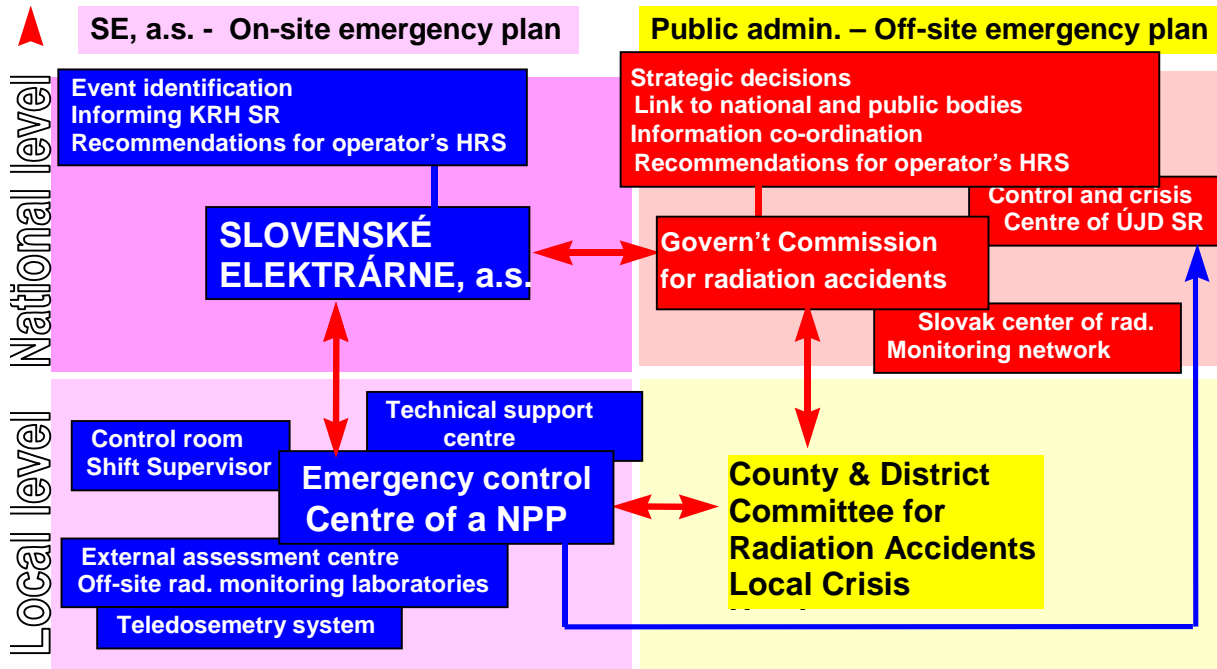 SE, a.s. - On-site emergency plan
Public admin. – Off-site emergency plan
National level
Event identification
Informing KRH SR
Recommendations for operator's HRS
Strategic decisions
Link to national and public bodies
Information co-ordination
Recommendations for operator's HRS
Control and crisis
Centre of ÚJD SR
SLOVENSKÉ
ELEKTRÁRNE, a.s.
Govern't Commission
for radiation accidents
Slovak center of rad.
Monitoring network
Local level
Technical support
centre
Control room
Shift Supervisor
Emergency control
Centre of a NPP
County & District
Committee for
Radiation Accidents
Local Crisis
External assessment centre
Off-site rad. monitoring laboratories
Teledosemetry system